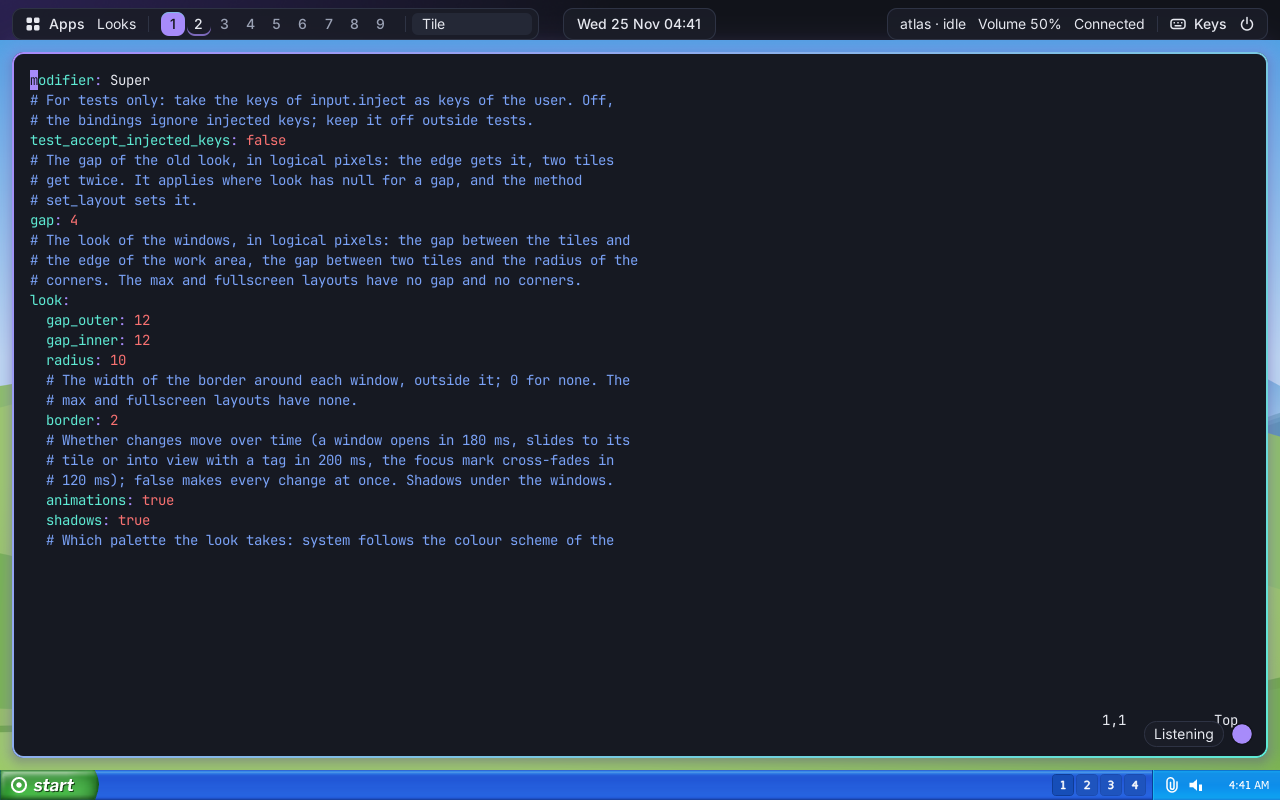 Apps Looks 1 2 3 4 5 6 7 8 9 Tile Wed 25 Nov 04:41 atlas · idle Volume 50% Connected Keys
modifier: Super
# For tests only: take the keys of input.inject as keys of the user. Off,
# the bindings ignore injected keys; keep it off outside tests.
test_accept_injected_keys: false
# The gap of the old look, in logical pixels: the edge gets it, two tiles
# get twice. It applies where look has null for a gap, and the method
# set_layout sets it.
gap: 4
# The look of the windows, in logical pixels: the gap between the tiles and
# the edge of the work area, the gap between two tiles and the radius of the
# corners. The max and fullscreen layouts have no gap and no corners.
look:
  gap_outer: 12
  gap_inner: 12
  radius: 10
  # The width of the border around each window, outside it; 0 for none. The
  # max and fullscreen layouts have none.
  border: 2
  # Whether changes move over time (a window opens in 180 ms, slides to its
  # tile or into view with a tag in 200 ms, the focus mark cross-fades in
  # 120 ms); false makes every change at once. Shadows under the windows.
  animations: true
  shadows: true
  # Which palette the look takes: system follows the colour scheme of the
1,1 Top
Listening
start 1 2 3 4 4:41 AM